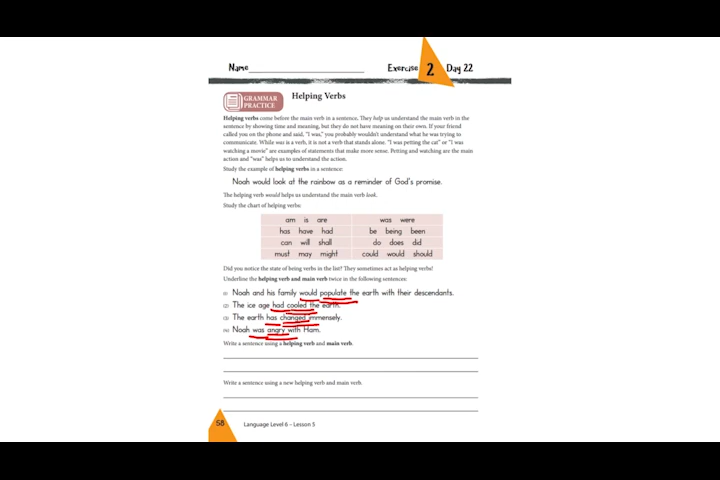 Name
Exercise 2 Day 22
GRAMMAR PRACTICE
Helping Verbs
Helping verbs come before the main verb in a sentence. They help us understand the main verb in the
sentence by showing time and meaning, but they do not have meaning on their own. If your friend
called you on the phone and said, "I was," you probably wouldn't understand what he was trying to
communicate. While was is a verb, it is not a verb that stands alone. "I was petting the cat" or "I was
watching a movie" are examples of statements that make more sense. Petting and watching are the main
action and "was" helps us to understand the action.
Study the example of helping verbs in a sentence:
Noah would look at the rainbow as a reminder of God's promise.
The helping verb would helps us understand the main verb look.
Study the chart of helping verbs:
am is are was were
has have had be being been
can will shall do does did
must may might could would should
Did you notice the state of being verbs in the list? They sometimes act as helping verbs!
Underline the helping verb and main verb twice in the following sentences:
(1) Noah and his family would populate the earth with their descendants.
(2) The ice age had cooled the earth.
(3) The earth has changed immensely.
(4) Noah was angry with Ham.
Write a sentence using a helping verb and main verb.
Write a sentence using a new helping verb and main verb.
58 Language Level 6 – Lesson 5